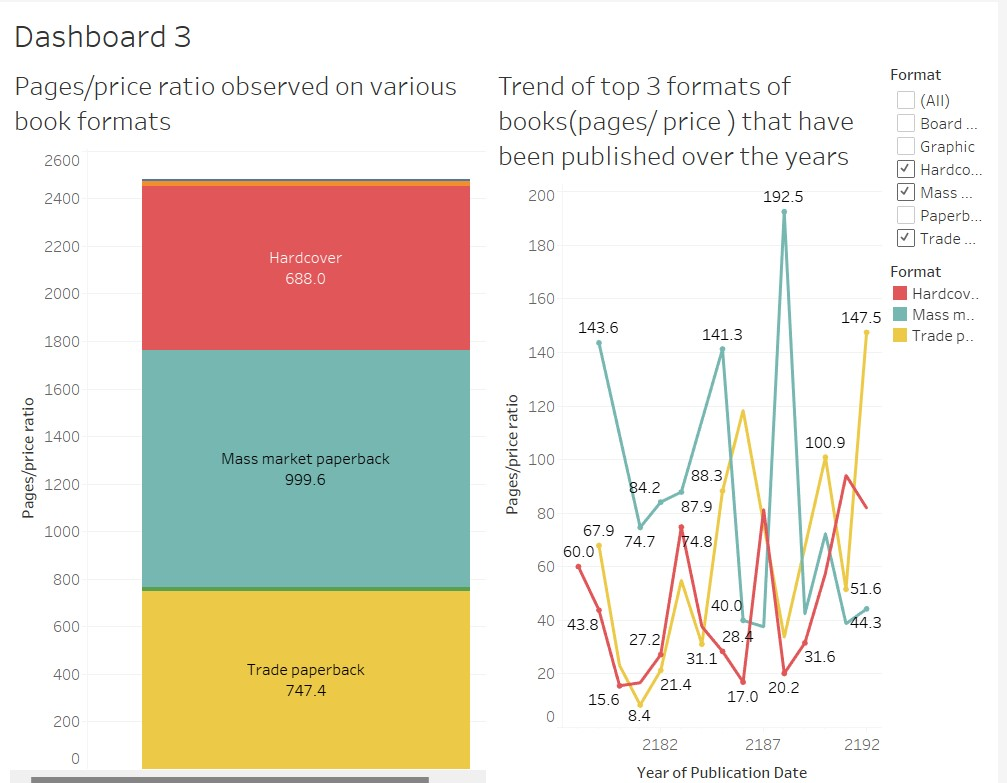 Dashboard 3
Pages/price ratio observed on various
book formats
2600
2400
2200
2000
1800
1600
1400
1200
1000
800
600
400
200
0
Pages/price ratio
Hardcover
688.0
Mass market paperback
999.6
Trade paperback
747.4
Trend of top 3 formats of
books(pages/ price ) that have
been published over the years
200
180
160
140
120
100
80
60
40
20
0
Pages/price ratio
192.5
143.6
141.3
147.5
100.9
84.2
88.3
87.9
74.7
74.8
67.9
60.0
43.8
40.0
51.6
44.3
27.2
28.4
31.1
31.6
21.4
15.6
17.0
20.2
8.4
2182
2187
2192
Year of Publication Date
Format
(All)
Board ...
Graphic
Hardco...
Mass ...
Paperb...
Trade ...
Format
Hardcov..
Mass m..
Trade p..